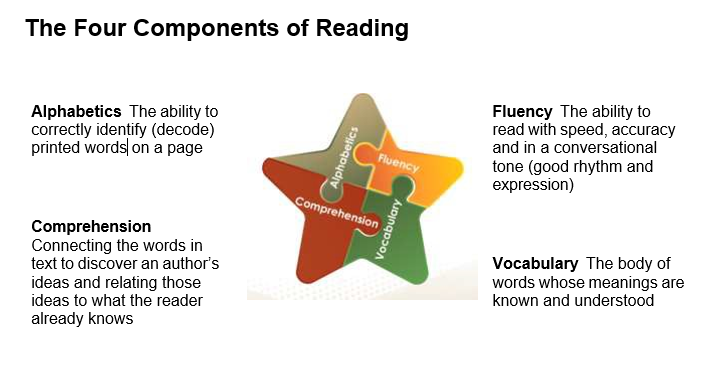 The Four Components of Reading
Alphabetics The ability to
correctly identify (decode)
printed words on a page
Comprehension
Connecting the words in
text to discover an author's
ideas and relating those
ideas to what the reader
already knows
Alphabetics
Fluency
Comprehension
Vocabulary
Fluency The ability to
read with speed, accuracy
and in a conversational
tone (good rhythm and
expression)
Vocabulary The body of
words whose meanings are
known and understood